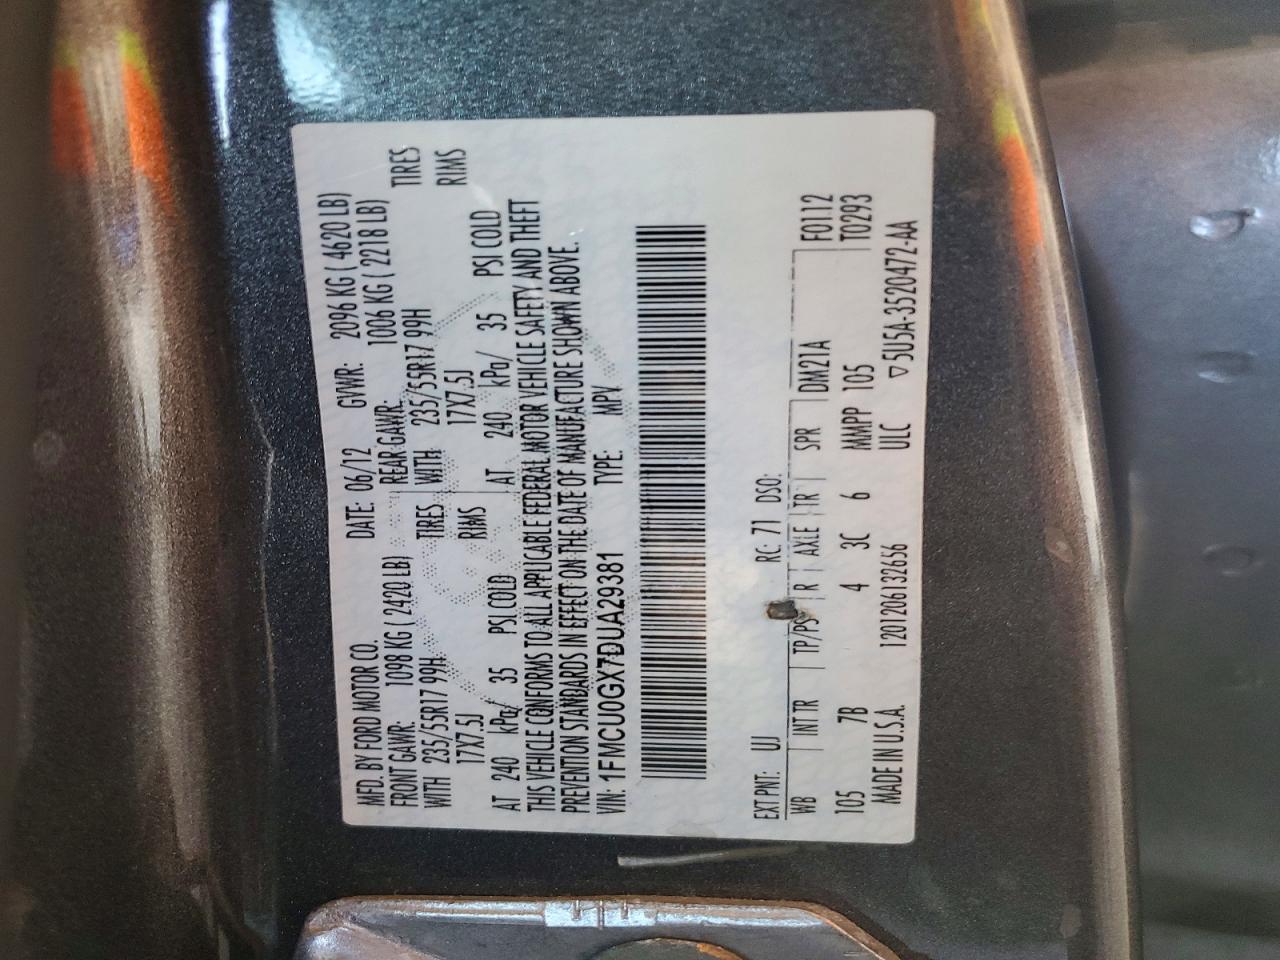 MFD. BY FORD MOTOR CO.
DATE: 06/12 GVWR: 2096 KG ( 4620 LB)
FRONT GAWR: 1098 KG ( 2420 LB) REAR GAWR: 1006 KG ( 2218 LB)
WITH 235/55R17 99H TIRES WITH 235/55R17 99H TIRES
17X7.5J RIMS 17X7.5J RIMS
AT 240 kPa/ 35 PSI COLD AT 240 kPa/ 35 PSI COLD
THIS VEHICLE CONFORMS TO ALL APPLICABLE FEDERAL MOTOR VEHICLE SAFETY AND THEFT
PREVENTION STANDARDS IN EFFECT ON THE DATE OF MANUFACTURE SHOWN ABOVE.
VIN: 1FMCU0GX7DUA29381 TYPE: MPV
EXT PNT: UJ RC: 71 DSO:
WB INT TR TP/PS R AXLE TR SPR DM21A F0112
105 7B 4 3C 6 MMPP 105 T0293
MADE IN U.S.A. 120120613 2656 ULC ▽5U5A-3520472-AA